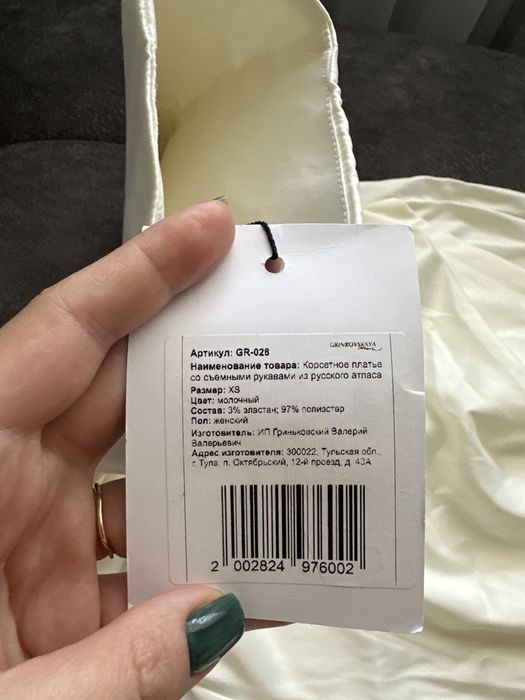 GRINKOVSKAYA
Артикул: GR-028
Наименование товара: Корсетное платье
со съемными рукавами из русского атласа
Размер: XS
Цвет: молочный
Состав: 3% эластан; 97% полиэстер
Пол: женский
Изготовитель: ИП Гриньковский Валерий
Валерьевич
Адрес изготовителя: 300022, Тульская обл.,
г. Тула, п. Октябрьский, 12-й проезд, д. 43А
2 002824 976002